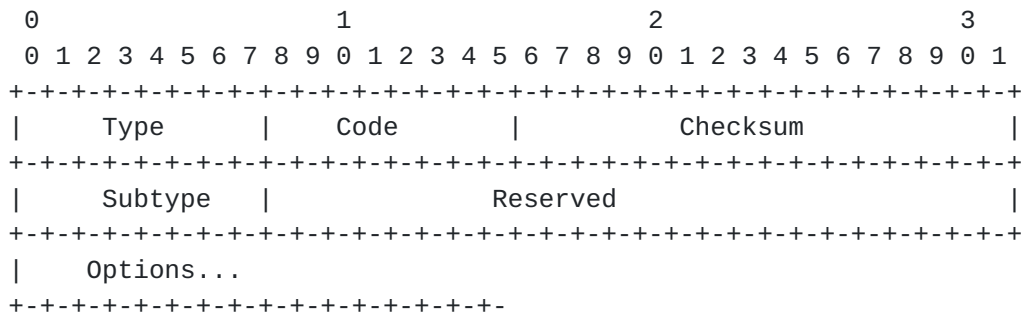 0                   1                   2                   3
 0 1 2 3 4 5 6 7 8 9 0 1 2 3 4 5 6 7 8 9 0 1 2 3 4 5 6 7 8 9 0 1
+-+-+-+-+-+-+-+-+-+-+-+-+-+-+-+-+-+-+-+-+-+-+-+-+-+-+-+-+-+-+-+-+
|     Type      |    Code       |          Checksum             |
+-+-+-+-+-+-+-+-+-+-+-+-+-+-+-+-+-+-+-+-+-+-+-+-+-+-+-+-+-+-+-+-+
|     Subtype   |              Reserved                         |
+-+-+-+-+-+-+-+-+-+-+-+-+-+-+-+-+-+-+-+-+-+-+-+-+-+-+-+-+-+-+-+-+
|    Options...
+-+-+-+-+-+-+-+-+-+-+-+-+-+-+-+-